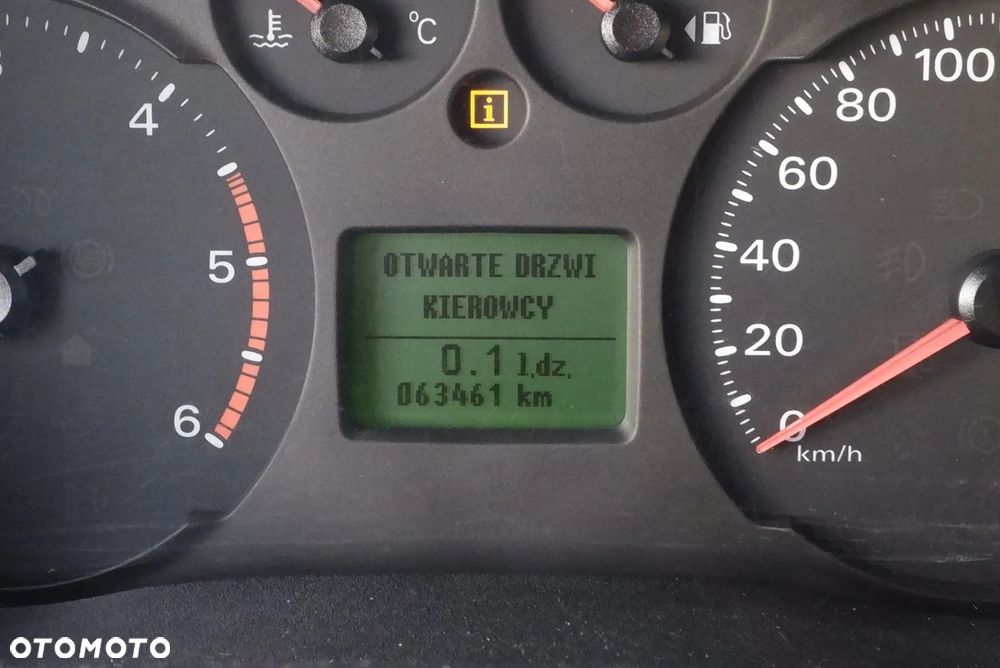 °C
i
4
5
6
OTWARTE DRZWI
KIEROWCY
0.1 l.dz.
063461 km
100
80
60
40
20
0
km/h
OTOMOTO